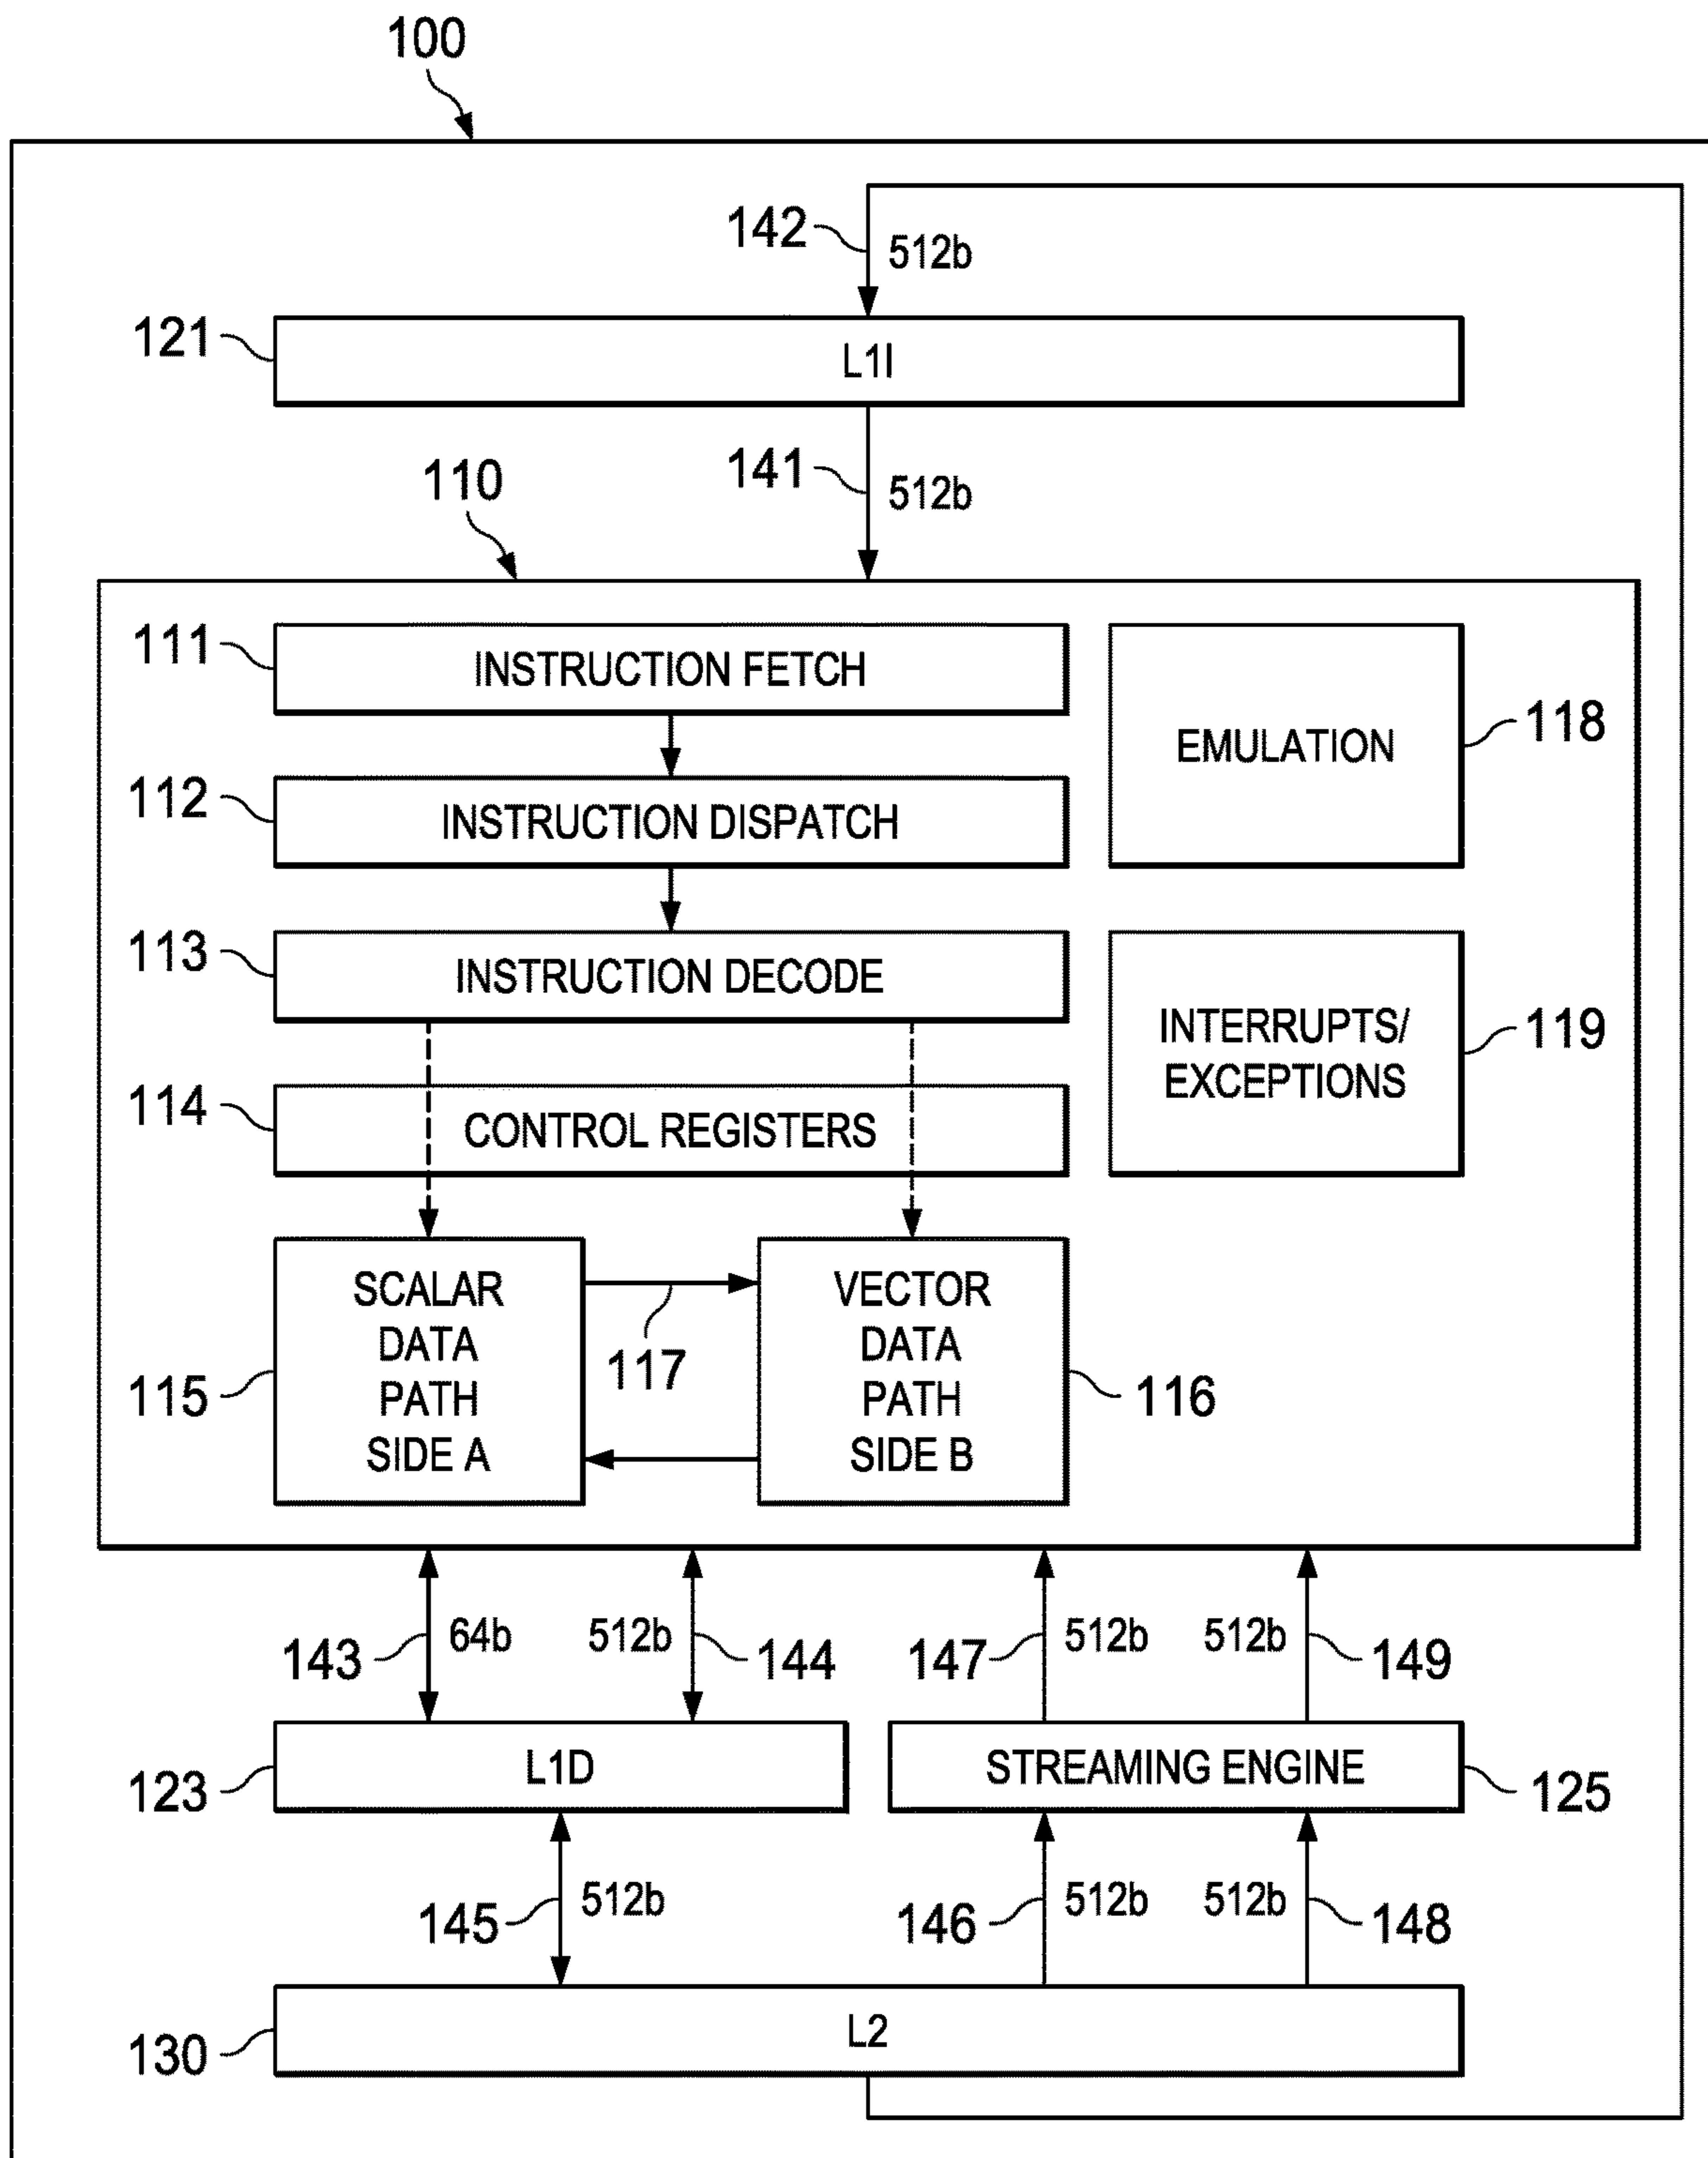 100
142
512b
121
L1I
141
512b
110
111
INSTRUCTION FETCH
EMULATION
118
112
INSTRUCTION DISPATCH
113
INSTRUCTION DECODE
INTERRUPTS/
EXCEPTIONS
119
114
CONTROL REGISTERS
SCALAR
DATA
PATH
SIDE A
115
117
VECTOR
DATA
PATH
SIDE B
116
143
64b
512b
144
147
512b
512b
149
123
L1D
STREAMING ENGINE
125
145
512b
146
512b
512b
148
130
L2